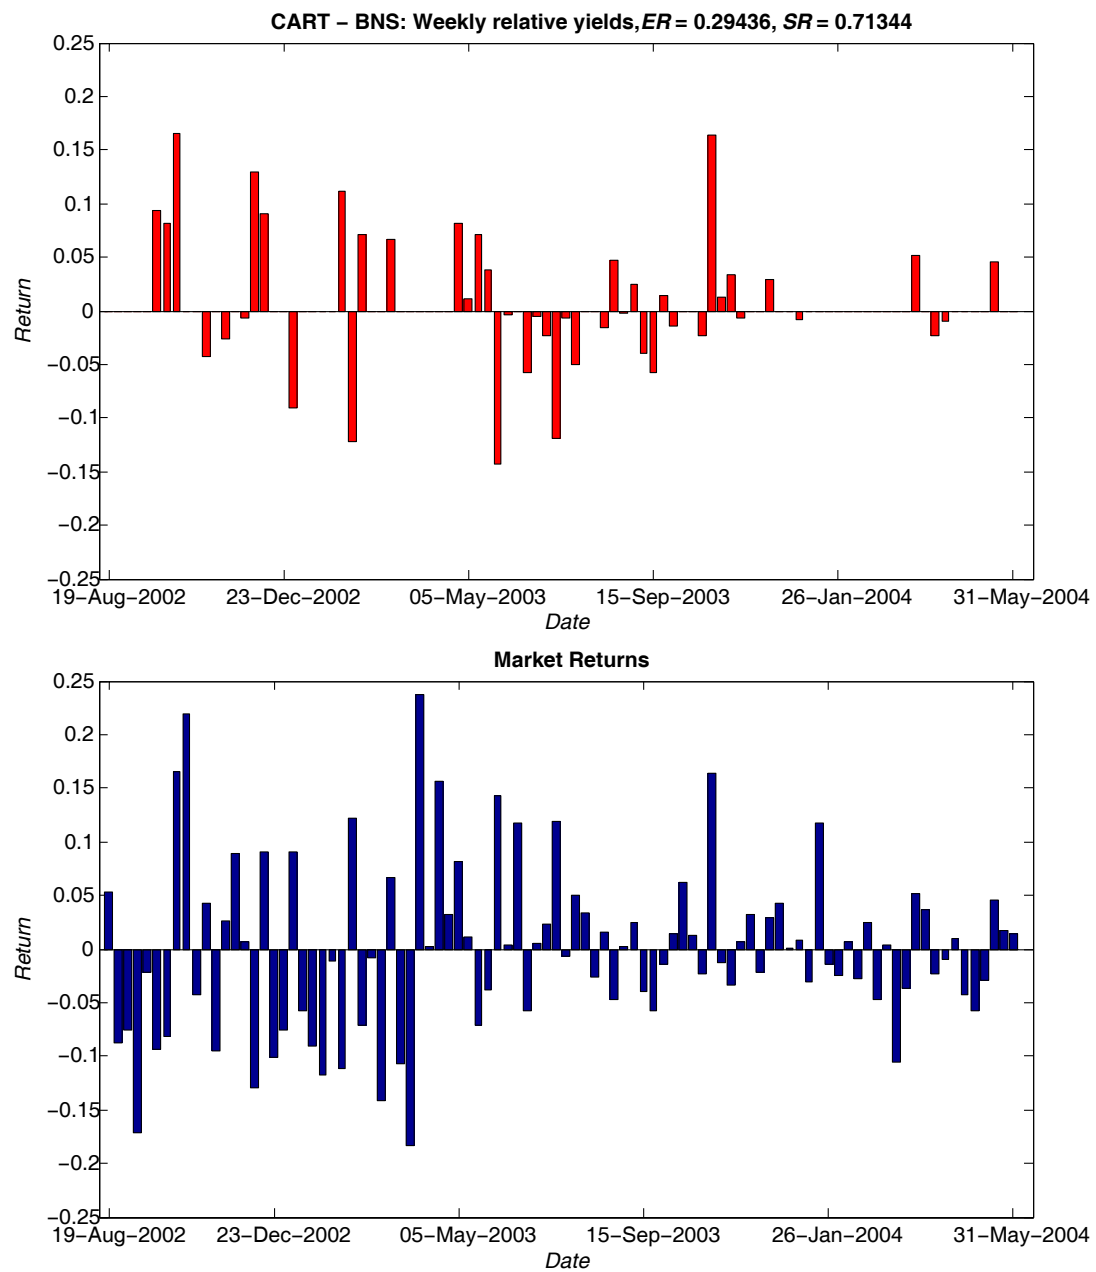 CART − BNS: Weekly relative yields,ER = 0.29436, SR = 0.71344
0.25
0.2
0.15
0.1
0.05
0
−0.05
−0.1
−0.15
−0.2
−0.25
Return
19−Aug−2002 23−Dec−2002 05−May−2003 15−Sep−2003 26−Jan−2004 31−May−2004
Date
Market Returns
0.25
0.2
0.15
0.1
0.05
0
−0.05
−0.1
−0.15
−0.2
−0.25
Return
19−Aug−2002 23−Dec−2002 05−May−2003 15−Sep−2003 26−Jan−2004 31−May−2004
Date